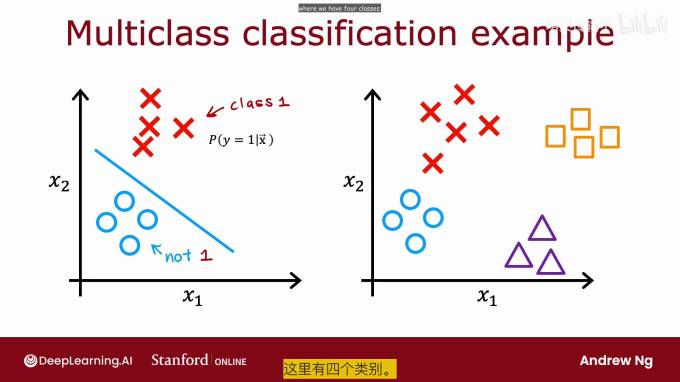 where we have four classes
Multiclass classification example
bilibili
class 1
P(y = 1|x⃗)
x₂
not 1
x₁
x₂
x₁
DeepLearning.AI
Stanford ONLINE
这里有四个类别。
Andrew Ng